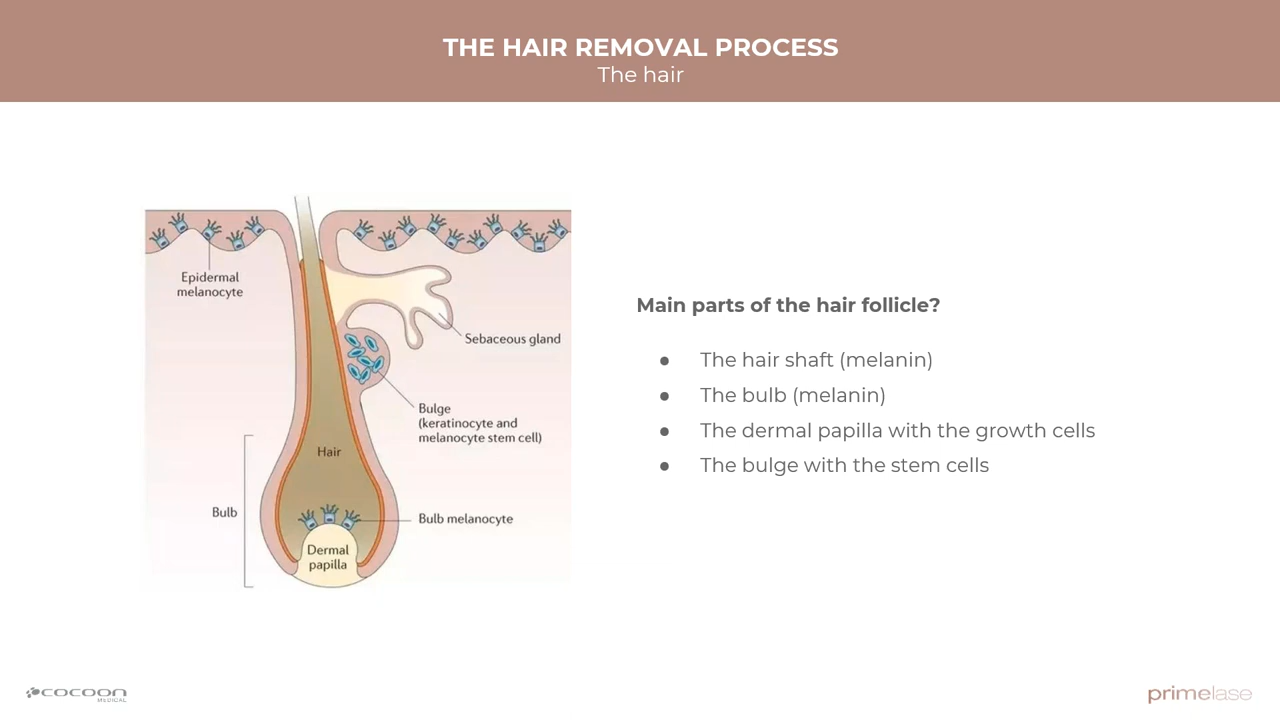 THE HAIR REMOVAL PROCESS
The hair
Epidermal
melanocyte
Sebaceous gland
Bulge
(keratinocyte and
melanocyte stem cell)
Hair
Bulb
Bulb melanocyte
Dermal
papilla
Main parts of the hair follicle?
● The hair shaft (melanin)
● The bulb (melanin)
● The dermal papilla with the growth cells
● The bulge with the stem cells
cocoon
MEDICAL
primelase